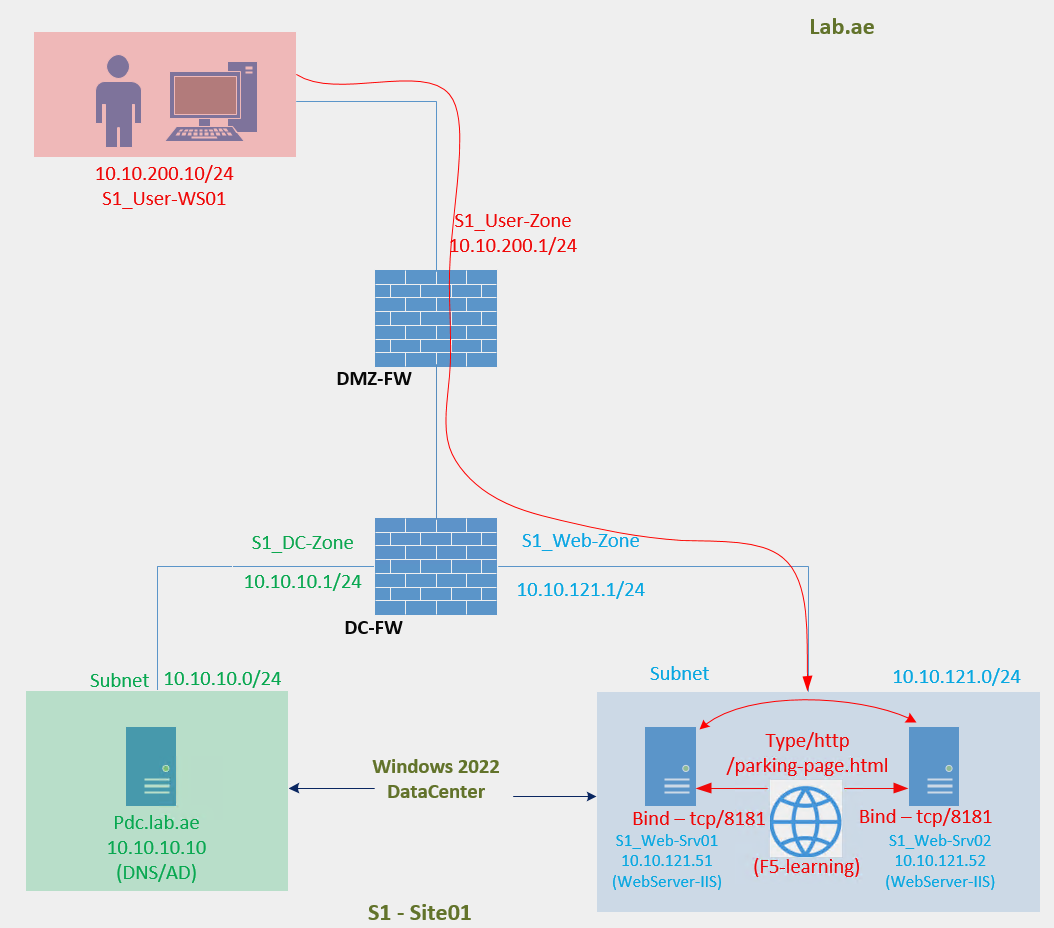 Lab.ae
10.10.200.10/24
S1_User-WS01
S1_User-Zone
10.10.200.1/24
DMZ-FW
S1_DC-Zone
10.10.10.1/24
S1_Web-Zone
10.10.121.1/24
DC-FW
Subnet
10.10.10.0/24
Subnet
10.10.121.0/24
Pdc.lab.ae
10.10.10.10
(DNS/AD)
Windows 2022
DataCenter
Type/http
/parking-page.html
Bind – tcp/8181
Bind – tcp/8181
S1_Web-Srv01
10.10.121.51
(WebServer-IIS)
(F5-learning)
S1_Web-Srv02
10.10.121.52
(WebServer-IIS)
S1 - Site01